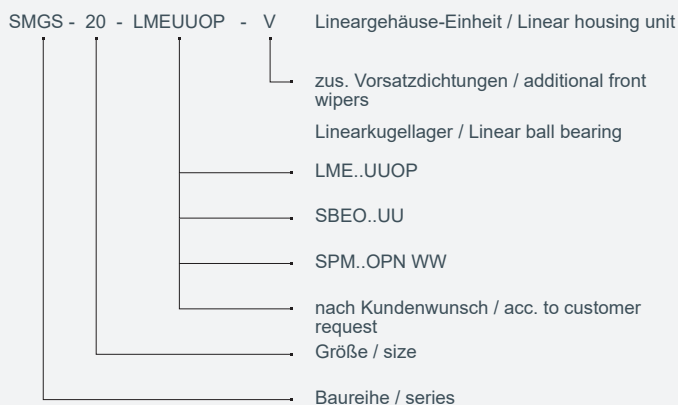 SMGS - 20 - LMEUUOP - V Lineargehäuse-Einheit / Linear housing unit
zus. Vorsatzdichtungen / additional front
wipers
Linearkugellager / Linear ball bearing
LME..UUOP
SBEO..UU
SPM..OPN WW
nach Kundenwunsch / acc. to customer
request
Größe / size
Baureihe / series